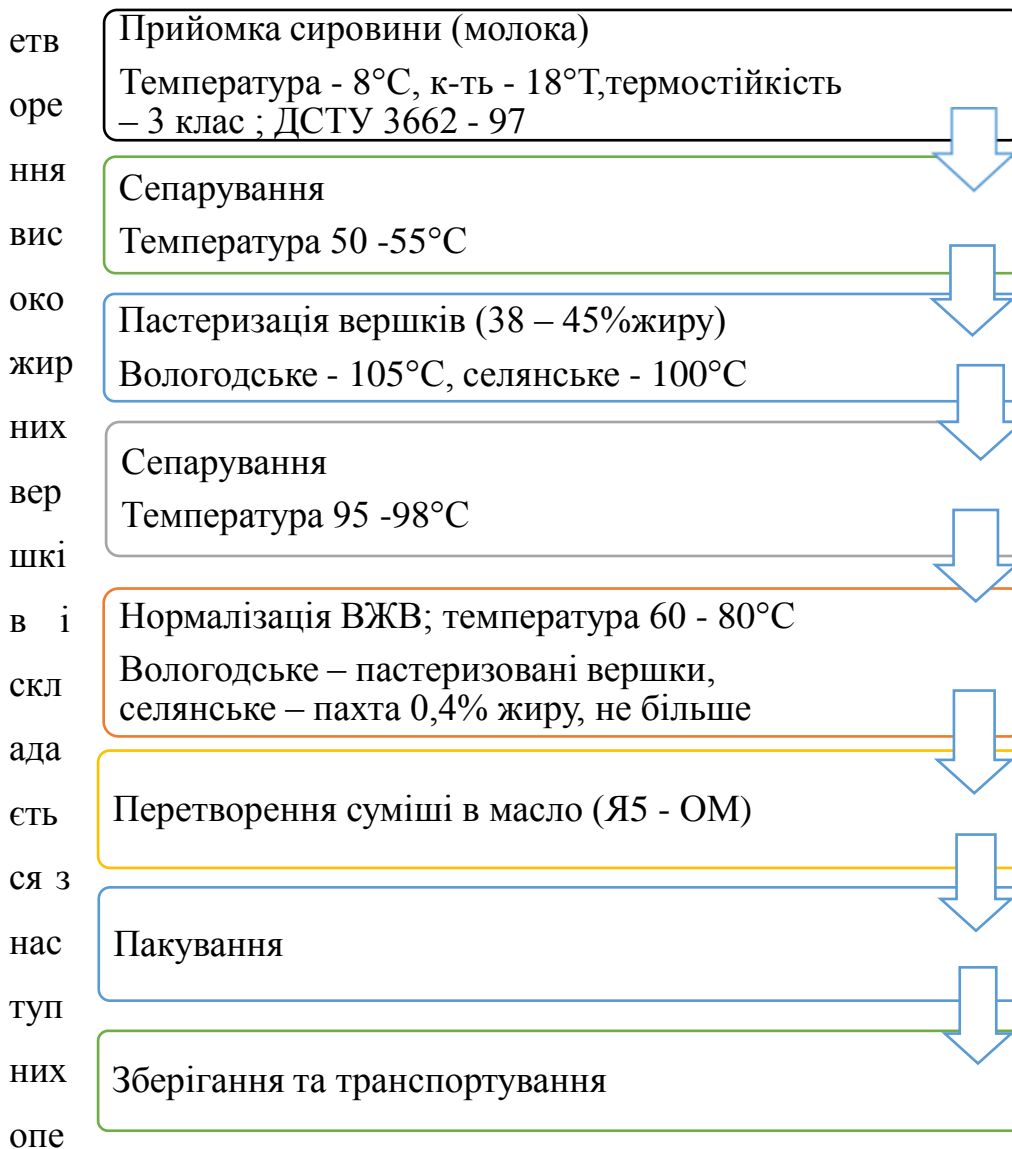 етв
оре
ння
вис
око
жир
них
вер
шкі
в і
скл
ада
єть
ся з
нас
туп
них
опе
Прийомка сировини (молока)
Температура - 8°С, к-ть - 18°Т,термостійкість
– 3 клас ; ДСТУ 3662 - 97
Сепарування
Температура 50 -55°С
Пастеризація вершків (38 – 45%жиру)
Вологодське - 105°С, селянське - 100°С
Сепарування
Температура 95 -98°С
Нормалізація ВЖВ; температура 60 - 80°С
Вологодське – пастеризовані вершки,
селянське – пахта 0,4% жиру, не більше
Перетворення суміші в масло (Я5 - ОМ)
Пакування
Зберігання та транспортування